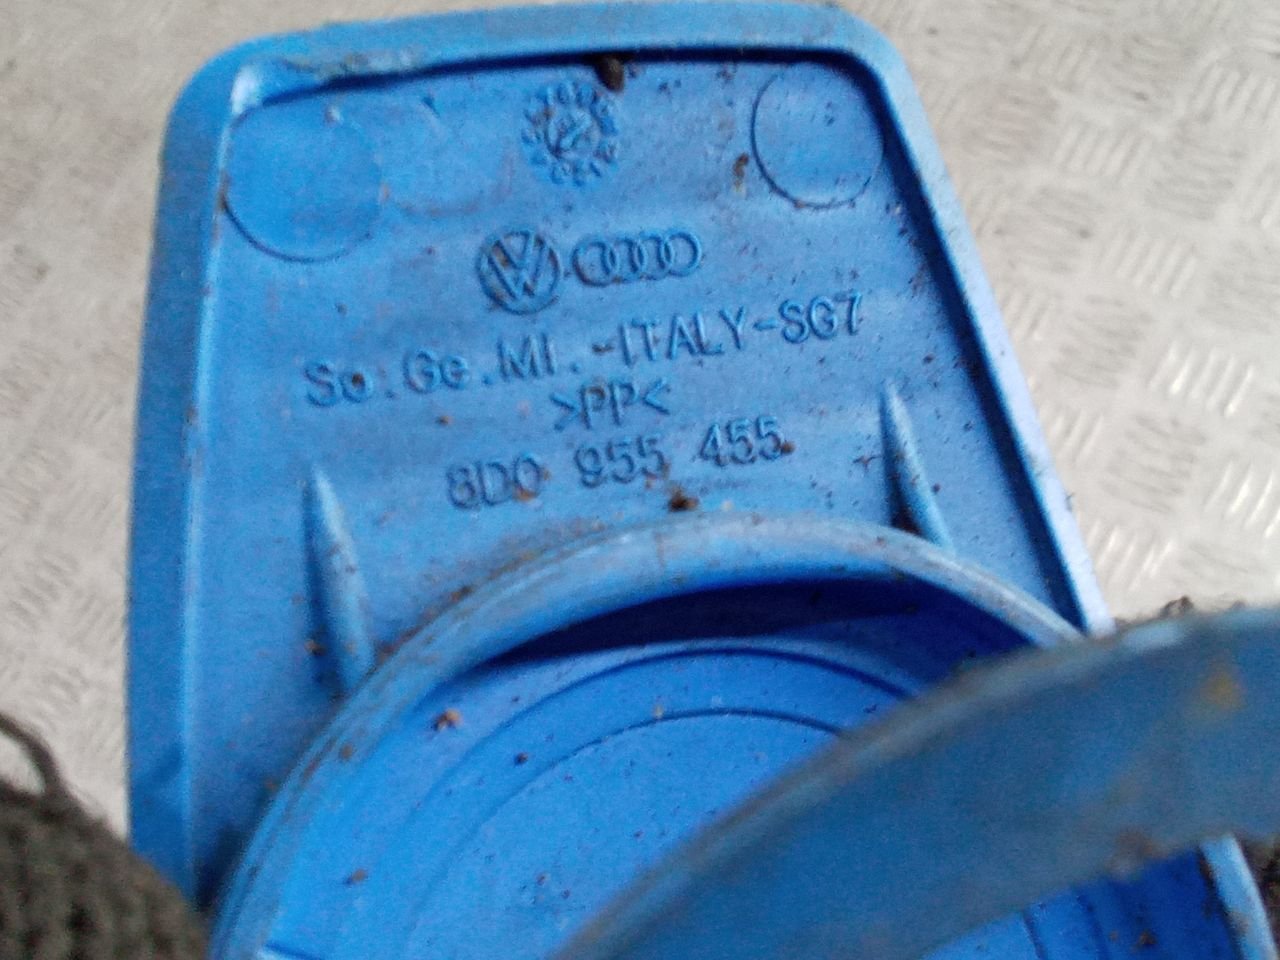 So.Ge.MI.-ITALY-SG7
>PP<
8D0 955 455